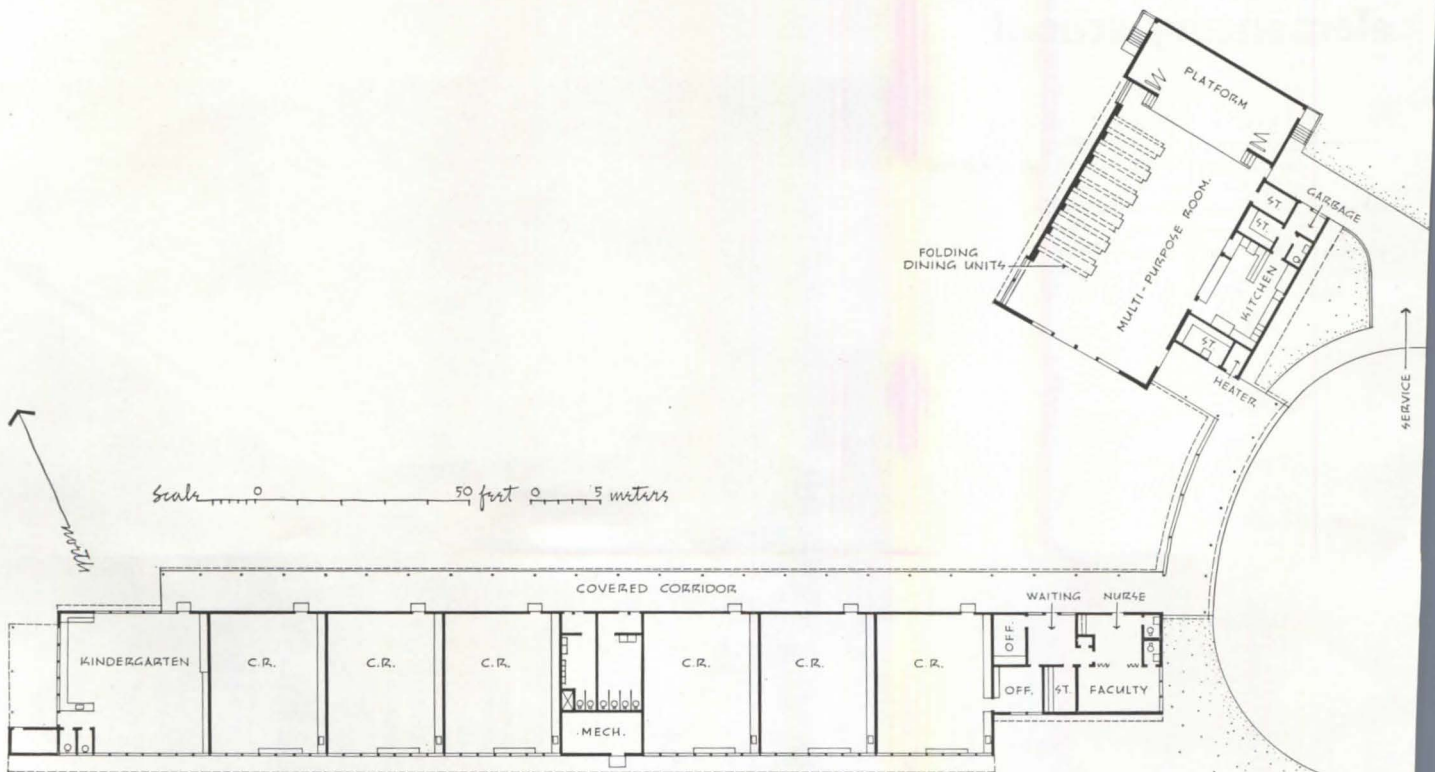 PLATFORM
MULTI-PURPOSE ROOM.
ST.
GARBAGE
ST.
FOLDING
DINING UNITS
KITCHEN
ST.
HEATER
SERVICE
north
Scale 0 50 feet 0 5 meters
COVERED CORRIDOR
WAITING NURSE
KINDERGARTEN
C.R.
C.R.
C.R.
C.R.
C.R.
C.R.
OFF.
OFF.
ST.
FACULTY
MECH.